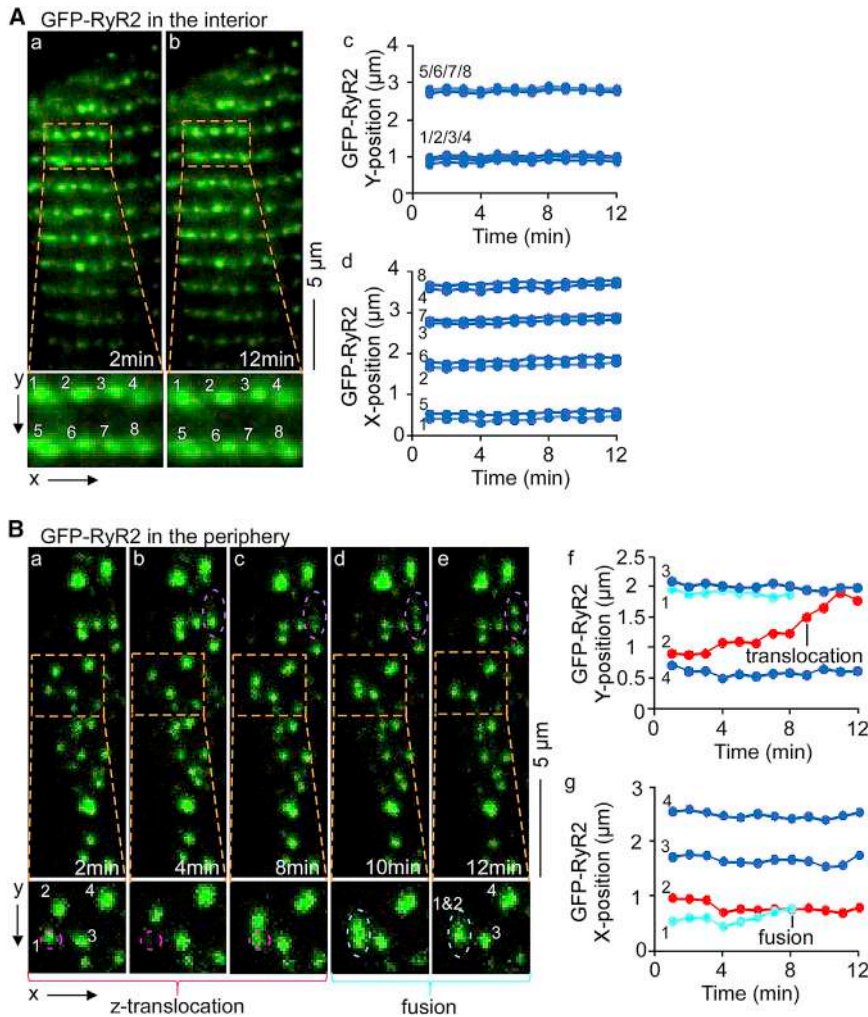 A
GFP-RyR2 in the interior
a
b
2min
12min
5 μm
y
1 2 3 4
5 6 7 8
1 2 3 4
5 6 7 8
x
c
GFP-RyR2
Y-position (μm)
4
3
2
1
0
5/6/7/8
1/2/3/4
0 4 8 12
Time (min)
d
GFP-RyR2
X-position (μm)
4
3
2
1
0
8
4
7
3
6
2
5
1
0 4 8 12
Time (min)
B
GFP-RyR2 in the periphery
a
b
c
d
e
2min
4min
8min
10min
12min
5 μm
y
2 4
1 3
1&2 4
3
x
z-translocation
fusion
f
GFP-RyR2
Y-position (μm)
2.5
2
1.5
1
0.5
0
3
1
2
4
translocation
0 4 8 12
Time (min)
g
GFP-RyR2
X-position (μm)
3
2
1
0
4
3
2
1
fusion
0 4 8 12
Time (min)